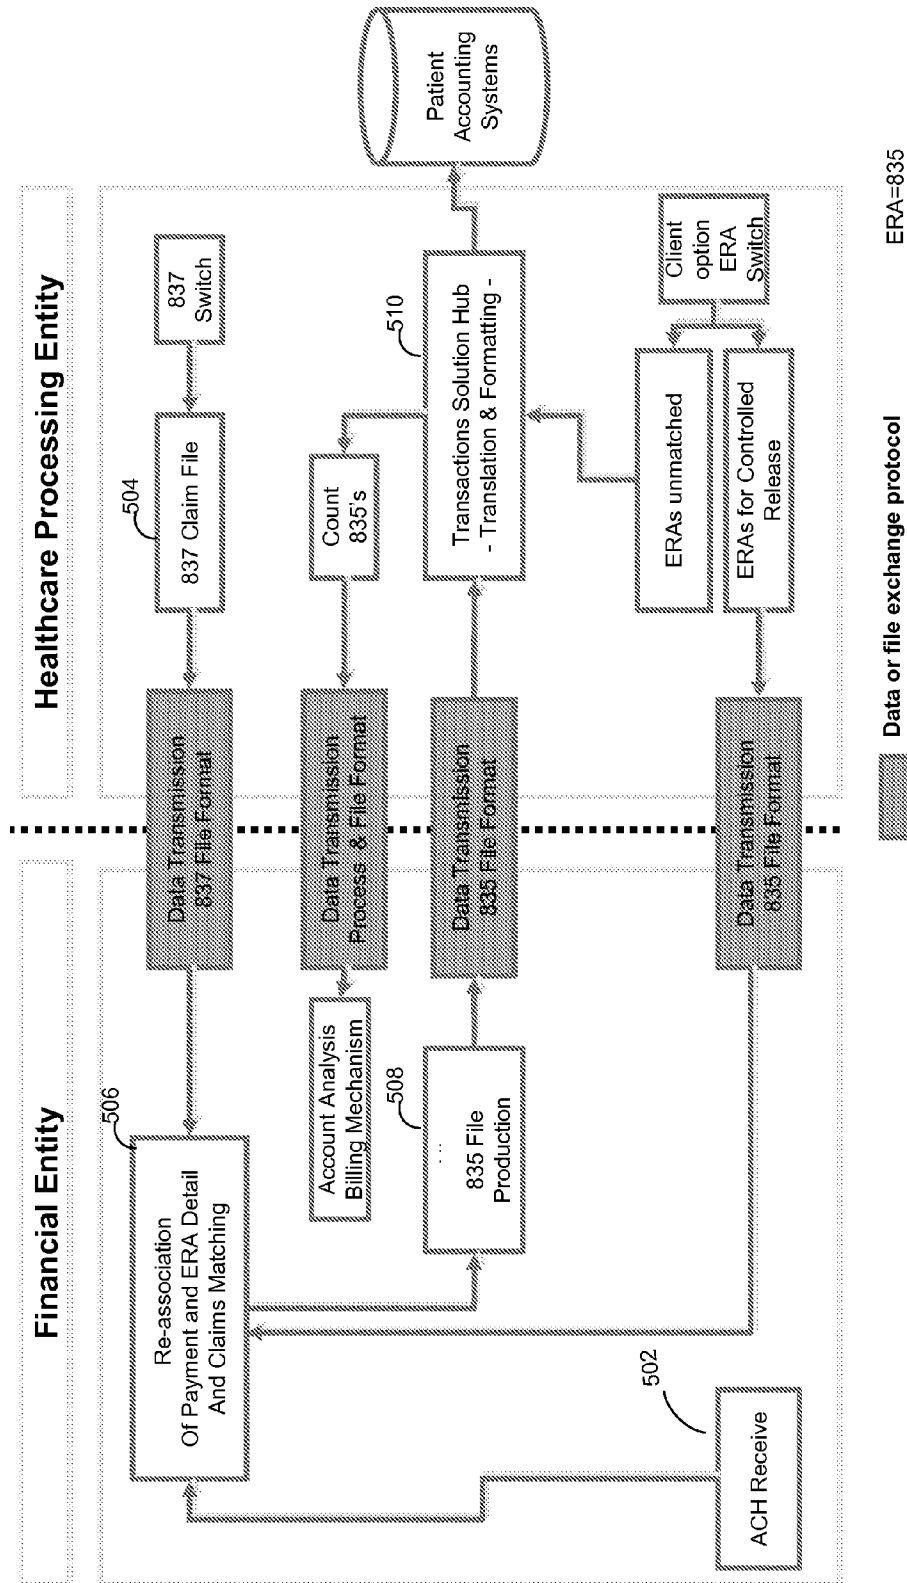 Financial Entity
Healthcare Processing Entity
506
Re-association
Of Payment and ERA Detail
And Claims Matching
Data Transmission
837 File Format
504
837 Claim File
837
Switch
Account Analysis
Billing Mechanism
Data Transmission
Process & File Format
Count
835's
508
...
835 File
Production
Data Transmission
835 File Format
510
Transactions Solution Hub
- Translation & Formatting -
Patient
Accounting
Systems
502
ACH Receive
Data Transmission
835 File Format
ERAs unmatched
ERAs for Controlled
Release
Client
option
ERA
Switch
Data or file exchange protocol
ERA=835